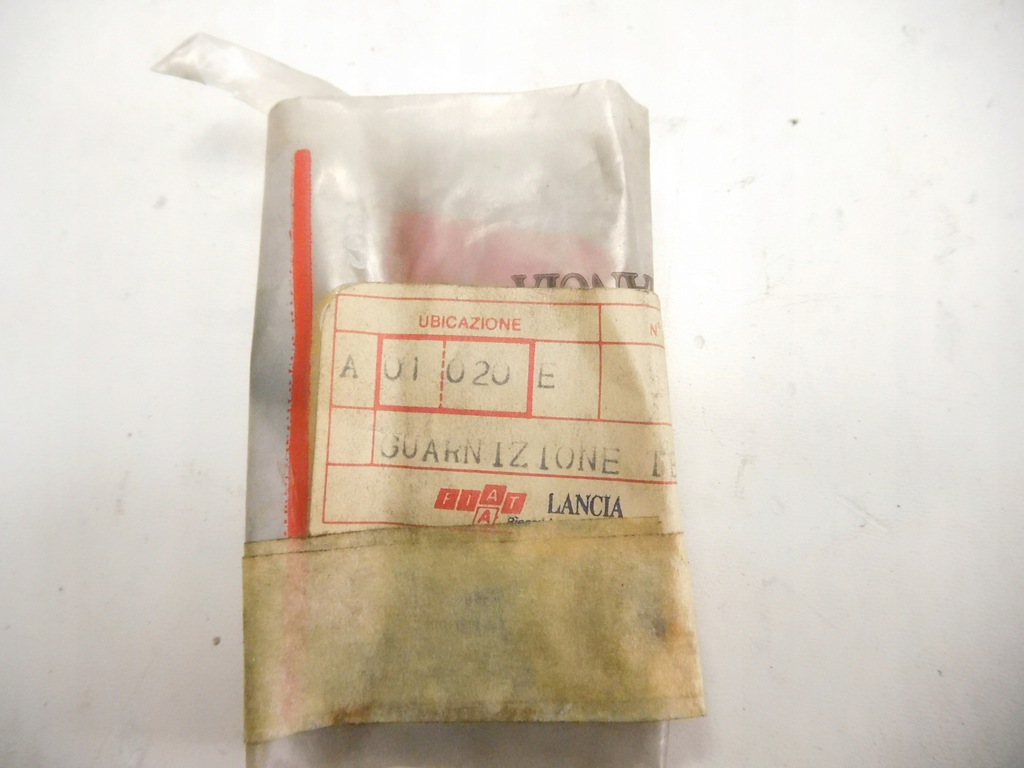 UBICAZIONE N°
A 01 020 E
GUARNIZIONE
FIAT LANCIA
A